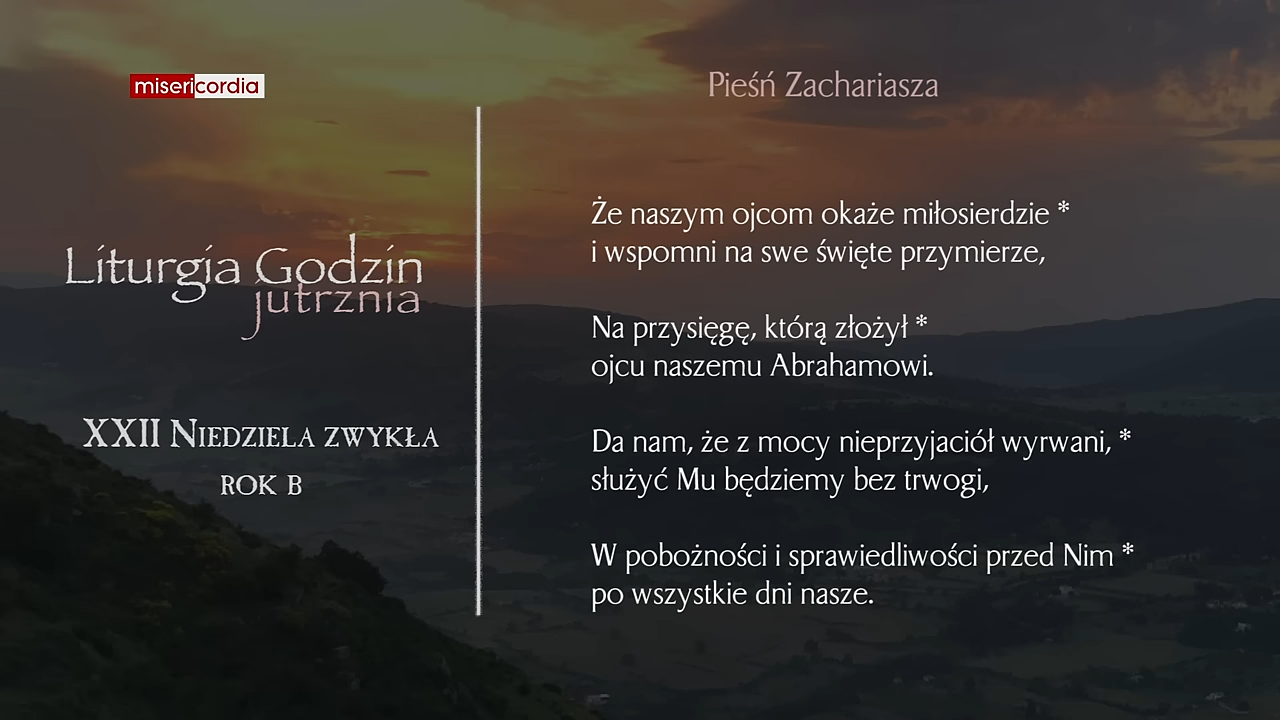 misericordia
Liturgia Godzin
jutrznia
XXII Niedziela zwykła
rok B
Pieśń Zachariasza
Że naszym ojcom okaże miłosierdzie *
i wspomni na swe święte przymierze,
Na przysięgę, którą złożył *
ojcu naszemu Abrahamowi.
Da nam, że z mocy nieprzyjaciół wyrwani, *
służyć Mu będziemy bez trwogi,
W pobożności i sprawiedliwości przed Nim *
po wszystkie dni nasze.